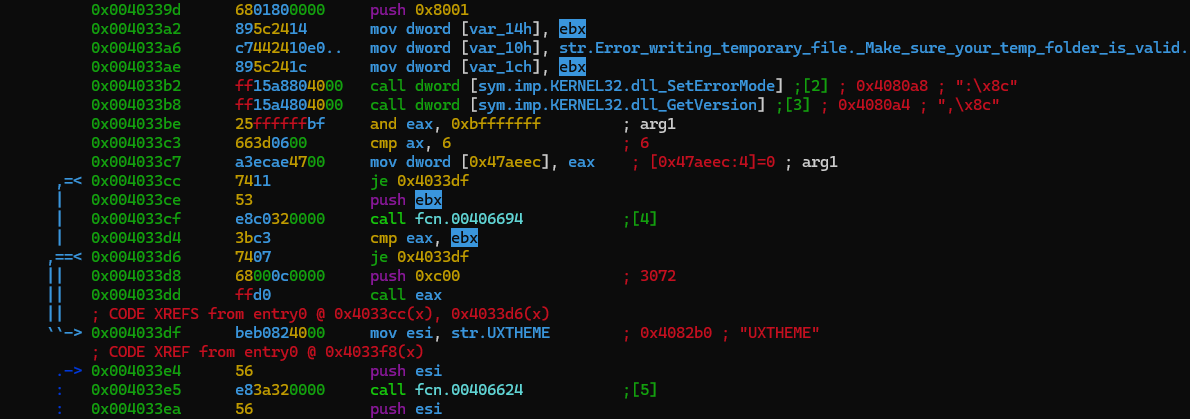 0x0040339d 6801800000 push 0x8001
0x004033a2 895c2414 mov dword [var_14h], ebx
0x004033a6 c7442410e0.. mov dword [var_10h], str.Error_writing_temporary_file._Make_sure_your_temp_folder_is_valid.
0x004033ae 895c241c mov dword [var_1ch], ebx
0x004033b2 ff15a8804000 call dword [sym.imp.KERNEL32.dll_SetErrorMode] ;[2] ; 0x4080a8 ; ":\x8c"
0x004033b8 ff15a4804000 call dword [sym.imp.KERNEL32.dll_GetVersion] ;[3] ; 0x4080a4 ; ",\x8c"
0x004033be 25ffffffbf and eax, 0xbfffffff ; arg1
0x004033c3 663d0600 cmp ax, 6 ; 6
0x004033c7 a3ecae4700 mov dword [0x47aeec], eax ; [0x47aeec:4]=0 ; arg1
,=< 0x004033cc 7411 je 0x4033df
| 0x004033ce 53 push ebx
| 0x004033cf e8c0320000 call fcn.00406694 ;[4]
| 0x004033d4 3bc3 cmp eax, ebx
,==< 0x004033d6 7407 je 0x4033df
|| 0x004033d8 68000c0000 push 0xc00 ; 3072
|| 0x004033dd ffd0 call eax
|| ; CODE XREFS from entry0 @ 0x4033cc(x), 0x4033d6(x)
``-> 0x004033df beb0824000 mov esi, str.UXTHEME ; 0x4082b0 ; "UXTHEME"
; CODE XREF from entry0 @ 0x4033f8(x)
.-> 0x004033e4 56 push esi
: 0x004033e5 e83a320000 call fcn.00406624 ;[5]
: 0x004033ea 56 push esi